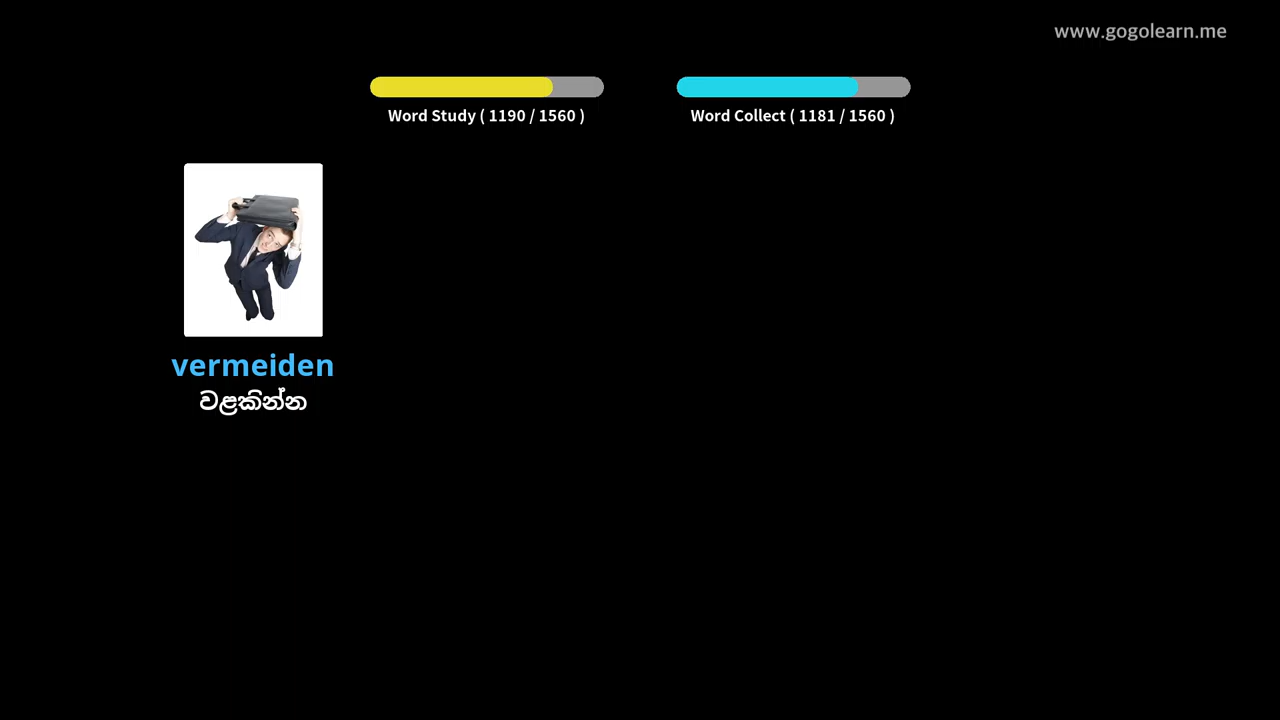 www.gogolearn.me
Word Study ( 1190 / 1560 )
Word Collect ( 1181 / 1560 )
vermeiden
වළකින්න